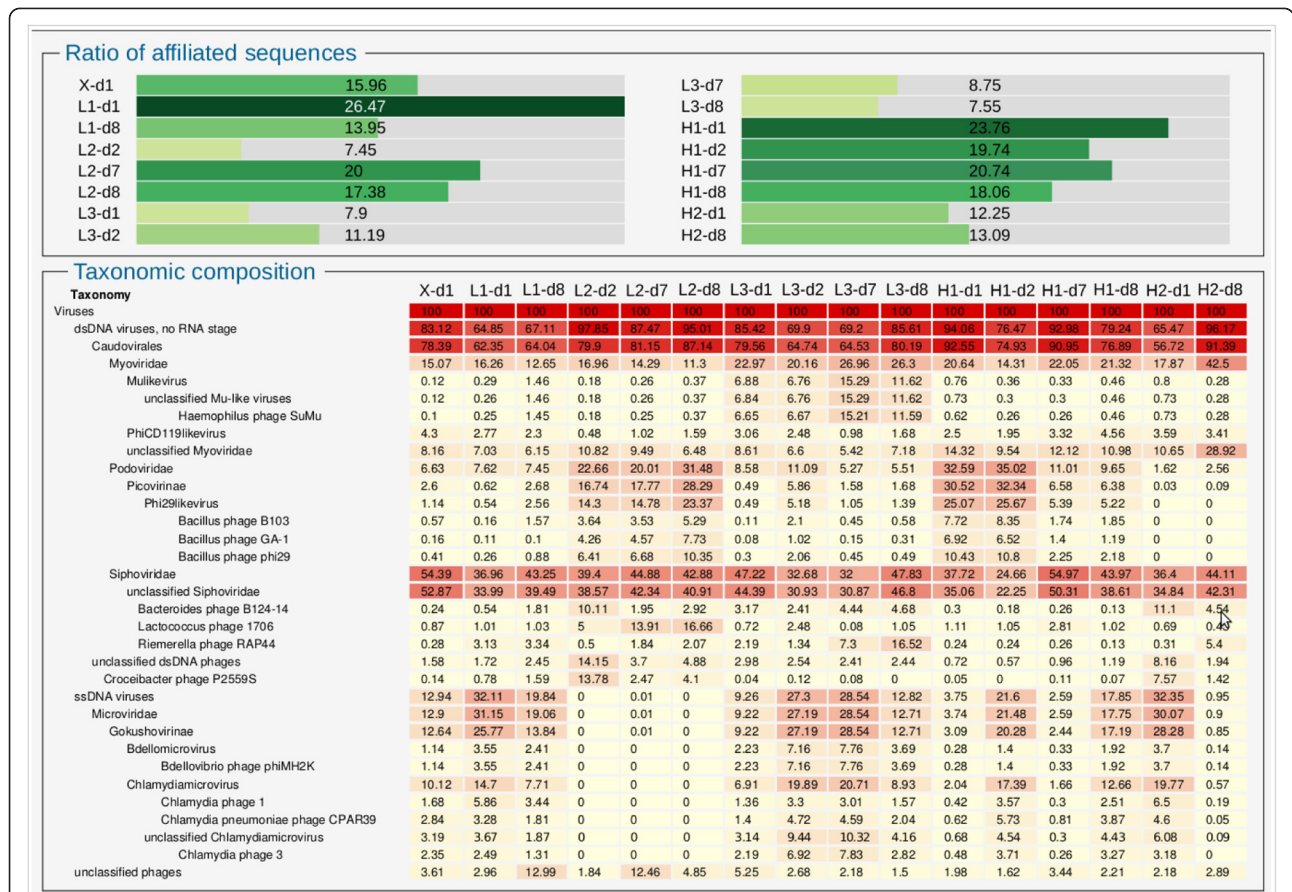 Ratio of affiliated sequences
X-d1 15.96 L3-d7 8.75
L1-d1 26.47 L3-d8 7.55
L1-d8 13.95 H1-d1 23.76
L2-d2 7.45 H1-d2 19.74
L2-d7 20 H1-d7 20.74
L2-d8 17.38 H1-d8 18.06
L3-d1 7.9 H2-d1 12.25
L3-d2 11.19 H2-d8 13.09
Taxonomic composition
Taxonomy X-d1 L1-d1 L1-d8 L2-d2 L2-d7 L2-d8 L3-d1 L3-d2 L3-d7 L3-d8 H1-d1 H1-d2 H1-d7 H1-d8 H2-d1 H2-d8
Viruses 100 100 100 100 100 100 100 100 100 100 100 100 100 100 100 100
dsDNA viruses, no RNA stage 83.12 64.85 67.11 97.85 87.47 95.01 85.42 69.9 69.2 85.61 94.06 76.47 92.98 79.24 65.47 96.17
Caudovirales 78.39 62.35 64.04 79.9 81.15 87.14 79.56 64.74 64.53 80.19 92.55 74.93 90.95 76.89 56.72 91.39
Myoviridae 15.07 16.26 12.65 16.96 14.29 11.3 22.97 20.16 26.96 26.3 20.64 14.31 22.05 21.32 17.87 42.5
Mulikevirus 0.12 0.29 1.46 0.18 0.26 0.37 6.88 6.76 15.29 11.62 0.76 0.36 0.33 0.46 0.8 0.28
unclassified Mu-like viruses 0.12 0.26 1.46 0.18 0.26 0.37 6.84 6.76 15.29 11.62 0.73 0.3 0.3 0.46 0.73 0.28
Haemophilus phage SuMu 0.1 0.25 1.45 0.18 0.25 0.37 6.65 6.67 15.21 11.59 0.62 0.26 0.26 0.46 0.73 0.28
PhiCD119likevirus 4.3 2.77 2.3 0.48 1.02 1.59 3.06 2.48 0.98 1.68 2.5 1.95 3.32 4.56 3.59 3.41
unclassified Myoviridae 8.16 7.03 6.15 10.82 9.49 6.48 8.61 6.6 5.42 7.18 14.32 9.54 12.12 10.98 10.65 28.92
Podoviridae 6.63 7.62 7.45 22.66 20.01 31.48 8.58 11.09 5.27 5.51 32.59 35.02 11.01 9.65 1.62 2.56
Picovirinae 2.6 0.62 2.68 16.74 17.77 28.29 0.49 5.86 1.58 1.68 30.52 32.34 6.58 6.38 0.03 0.09
Phi29likevirus 1.14 0.54 2.56 14.3 14.78 23.37 0.49 5.18 1.05 1.39 25.07 25.67 5.39 5.22 0 0
Bacillus phage B103 0.57 0.16 1.57 3.64 3.53 5.29 0.11 2.1 0.45 0.58 7.72 8.35 1.74 1.85 0 0
Bacillus phage GA-1 0.16 0.11 0.1 4.26 4.57 7.73 0.08 1.02 0.15 0.31 6.92 6.52 1.4 1.19 0 0
Bacillus phage phi29 0.41 0.26 0.88 6.41 6.68 10.35 0.3 2.06 0.45 0.49 10.43 10.8 2.25 2.18 0 0
Siphoviridae 54.39 36.96 43.25 39.4 44.88 42.88 47.22 32.68 32 47.83 37.72 24.66 54.97 43.97 36.4 44.11
unclassified Siphoviridae 52.87 33.99 39.49 38.57 42.34 40.91 44.39 30.93 30.87 46.8 35.06 22.25 50.31 38.61 34.84 42.31
Bacteroides phage B124-14 0.24 0.54 1.81 10.11 1.95 2.92 3.17 2.41 4.44 4.68 0.3 0.18 0.26 0.13 11.1 4.54
Lactococcus phage 1706 0.87 1.01 1.03 5 13.91 16.66 0.72 2.48 0.08 1.05 1.11 1.05 2.81 1.02 0.69
Riemerella phage RAP44 0.28 3.13 3.34 0.5 1.84 2.07 2.19 1.34 7.3 16.52 0.24 0.24 0.26 0.13 0.31 5.4
unclassified dsDNA phages 1.58 1.72 2.45 14.15 3.7 4.88 2.98 2.54 2.41 2.44 0.72 0.57 0.96 1.19 8.16 1.94
Croceibacter phage P2559S 0.14 0.78 1.59 13.78 2.47 4.1 0.04 0.12 0.08 0 0.05 0 0.11 0.07 7.57 1.42
ssDNA viruses 12.94 32.11 19.84 0 0.01 0 9.26 27.3 28.54 12.82 3.75 21.6 2.59 17.85 32.35 0.95
Microviridae 12.9 31.15 19.06 0 0.01 0 9.22 27.19 28.54 12.71 3.74 21.48 2.59 17.75 30.07 0.9
Gokushovirinae 12.64 25.77 13.84 0 0.01 0 9.22 27.19 28.54 12.71 3.09 20.28 2.44 17.19 28.28 0.85
Bdellomicrovirus 1.14 3.55 2.41 0 0 0 2.23 7.16 7.76 3.69 0.28 1.4 0.33 1.92 3.7 0.14
Bdellovibrio phage phiMH2K 1.14 3.55 2.41 0 0 0 2.23 7.16 7.76 3.69 0.28 1.4 0.33 1.92 3.7 0.14
Chlamydiamicrovirus 10.12 14.7 7.71 0 0 0 6.91 19.89 20.71 8.93 2.04 17.39 1.66 12.66 19.77 0.57
Chlamydia phage 1 1.68 5.86 3.44 0 0 0 1.36 3.3 3.01 1.57 0.42 3.57 0.3 2.51 6.5 0.19
Chlamydia pneumoniae phage CPAR39 2.84 3.28 1.81 0 0 0 1.4 4.72 4.59 2.04 0.62 5.73 0.81 3.87 4.6 0.05
unclassified Chlamydiamicrovirus 3.19 3.67 1.87 0 0 0 3.14 9.44 10.32 4.16 0.68 4.54 0.3 4.43 6.08 0.09
Chlamydia phage 3 2.35 2.49 1.31 0 0 0 2.19 6.92 7.83 2.82 0.48 3.71 0.26 3.27 3.18 0
unclassified phages 3.61 2.96 12.99 1.84 12.46 4.85 5.25 2.68 2.18 1.5 1.98 1.62 3.44 2.21 2.18 2.89